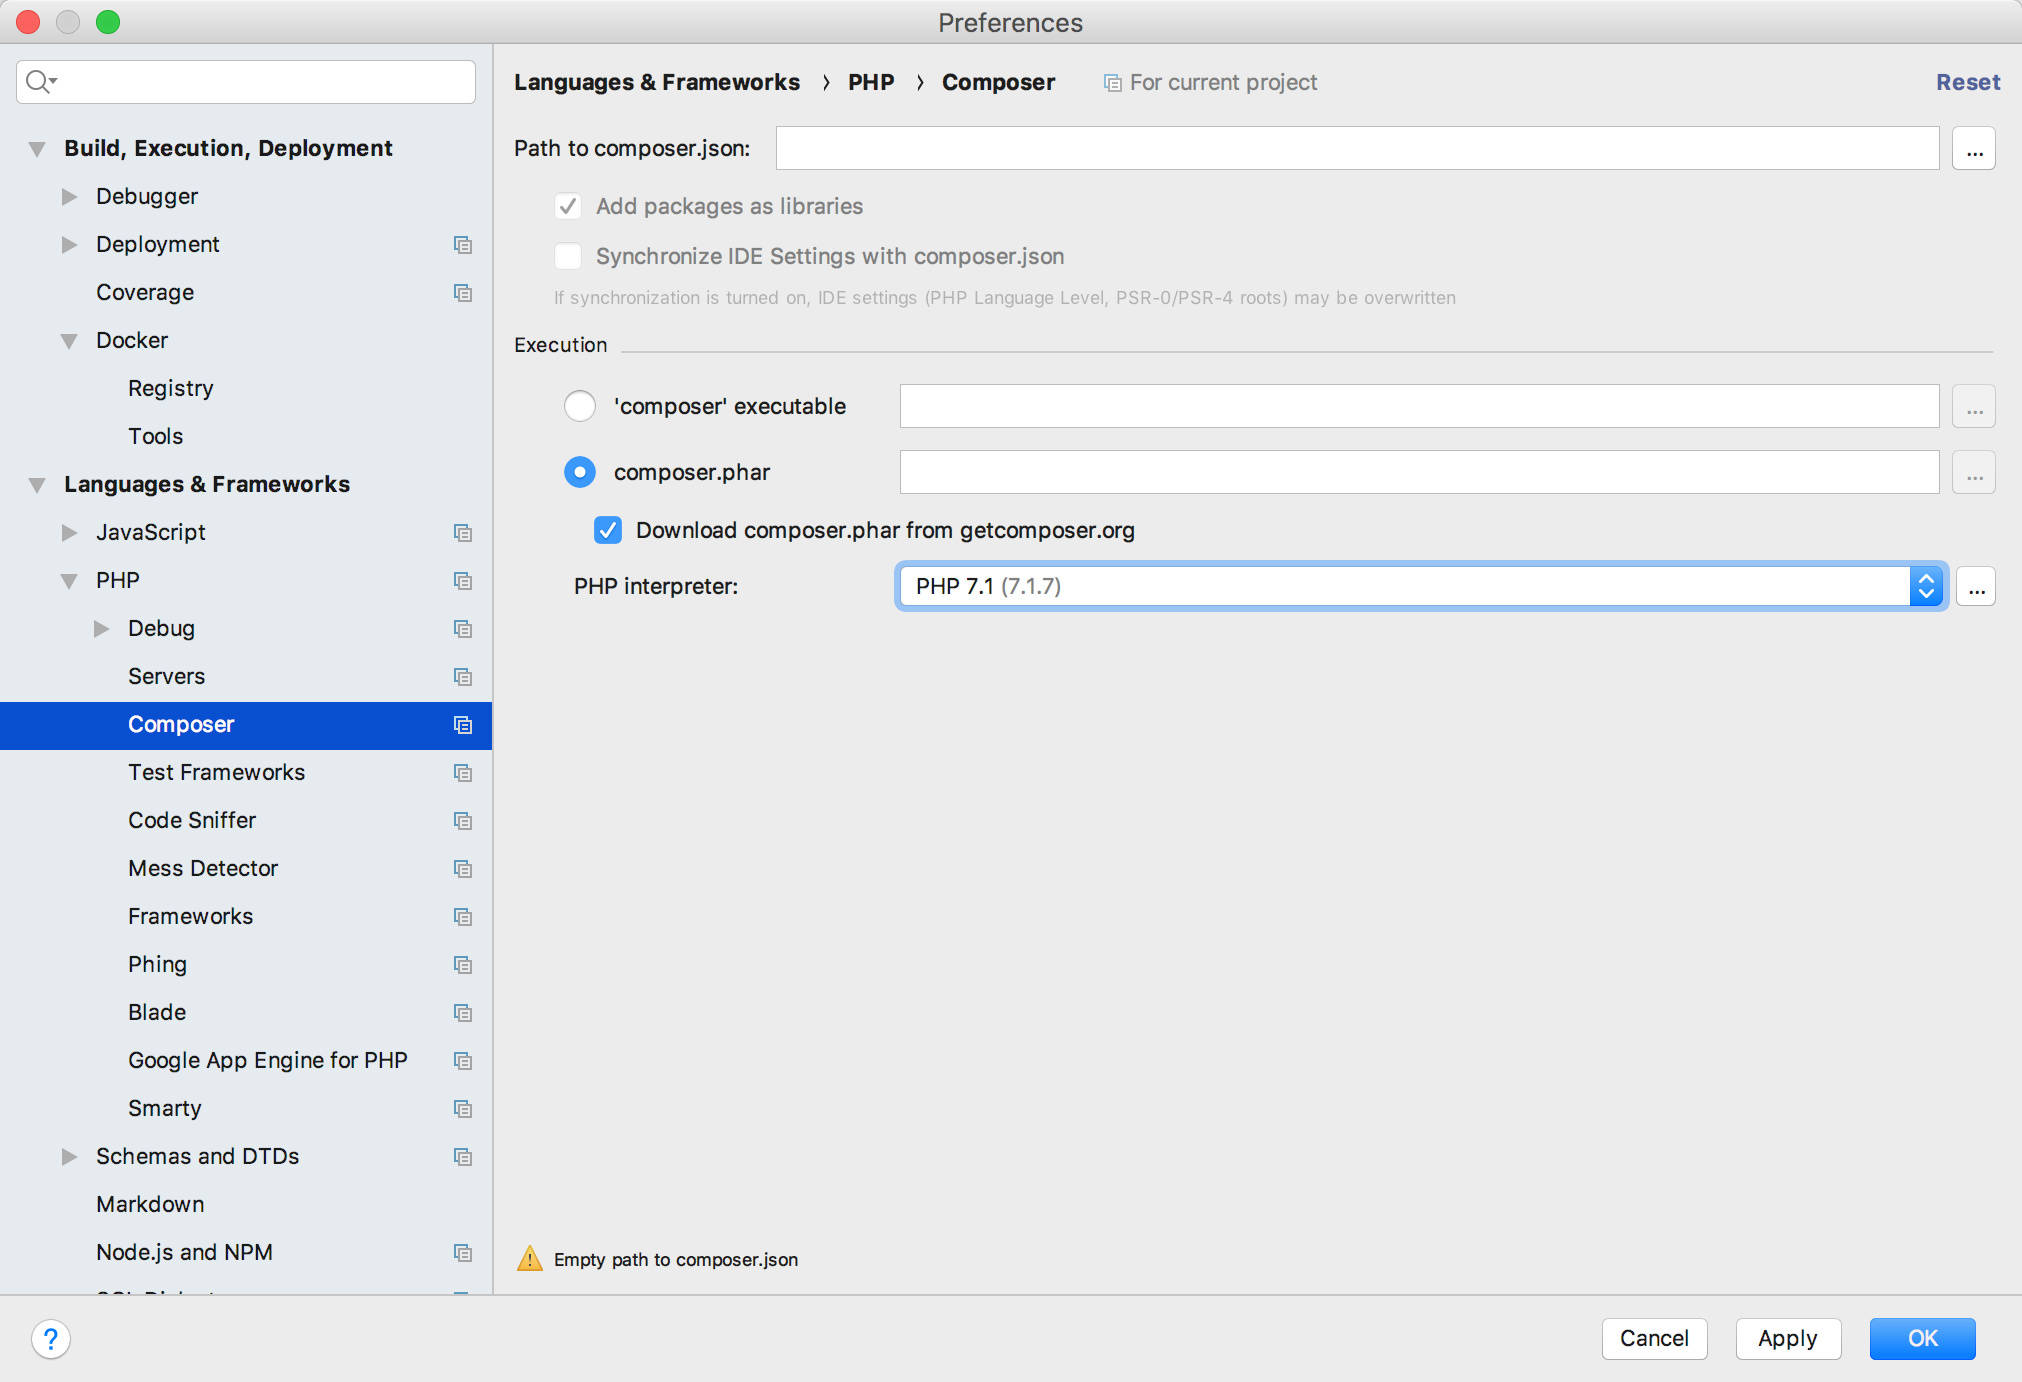 Preferences
Build, Execution, Deployment
Debugger
Deployment
Coverage
Docker
Registry
Tools
Languages & Frameworks
JavaScript
PHP
Debug
Servers
Composer
Test Frameworks
Code Sniffer
Mess Detector
Frameworks
Phing
Blade
Google App Engine for PHP
Smarty
Schemas and DTDs
Markdown
Node.js and NPM
Languages & Frameworks › PHP › Composer For current project Reset
Path to composer.json: ...
Add packages as libraries
Synchronize IDE Settings with composer.json
If synchronization is turned on, IDE settings (PHP Language Level, PSR-0/PSR-4 roots) may be overwritten
Execution
'composer' executable ...
composer.phar ...
Download composer.phar from getcomposer.org
PHP interpreter: PHP 7.1 (7.1.7) ...
Empty path to composer.json
? Cancel Apply OK